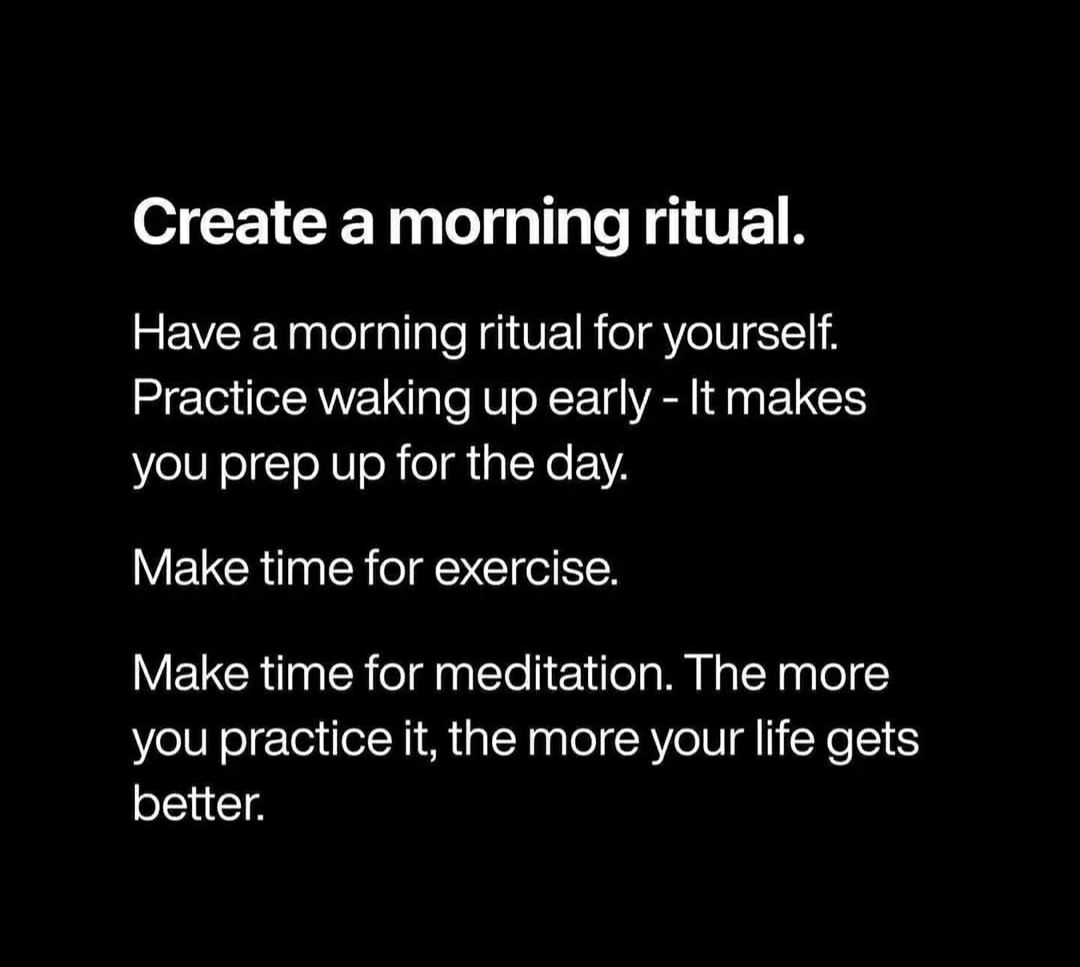 Create a morning ritual.
Have a morning ritual for yourself.
Practice waking up early - It makes
you prep up for the day.
Make time for exercise.
Make time for meditation. The more
you practice it, the more your life gets
better.